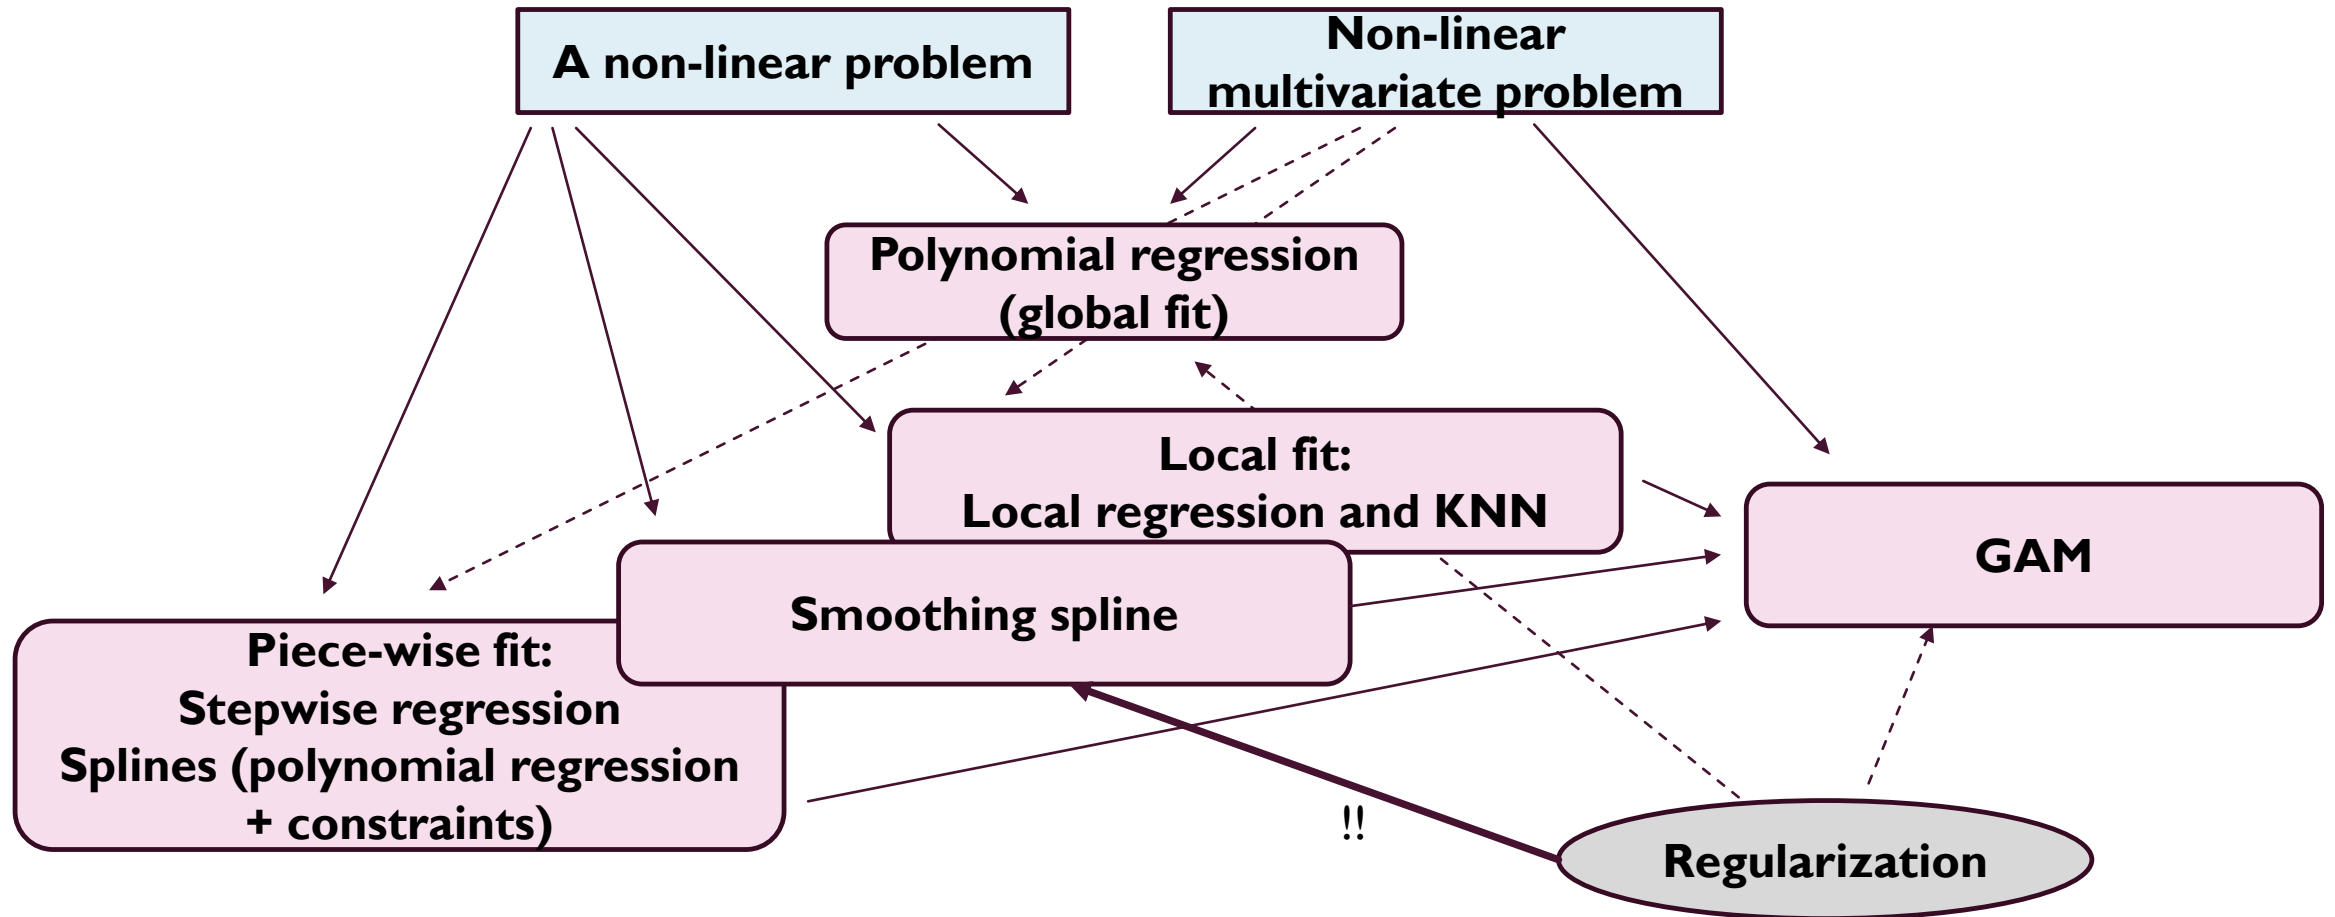 A non-linear problem
Non-linear
multivariate problem
Polynomial regression
(global fit)
Local fit:
Local regression and KNN
GAM
Smoothing spline
Piece-wise fit:
Stepwise regression
Splines (polynomial regression
+ constraints)
!!
Regularization